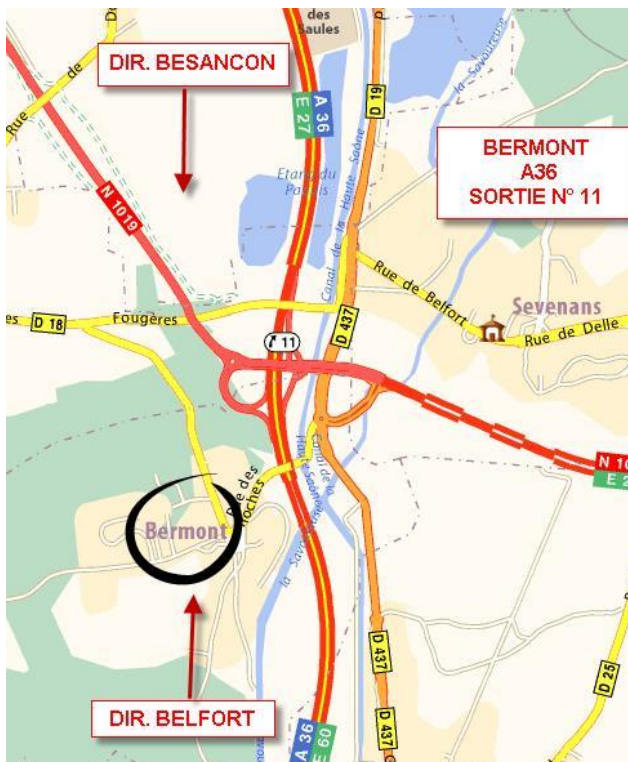 des
Saules
DIR. BESANCON
Rue de
E 27
A 36
D 19
la Savoureuse
BERMONT
A36
SORTIE N° 11
N 1019
Etang du
Canal de la Haute Saône
Rue de Belfort
Sevenans
Rue de Delle
D 18
Fougères
11
D 437
N 10
E 2
Rue des
Roches
Canal de la
Haute Saône
Bermont
la Savoureuse
D 437
D 437
D 25
DIR. BELFORT
A 36
E 60